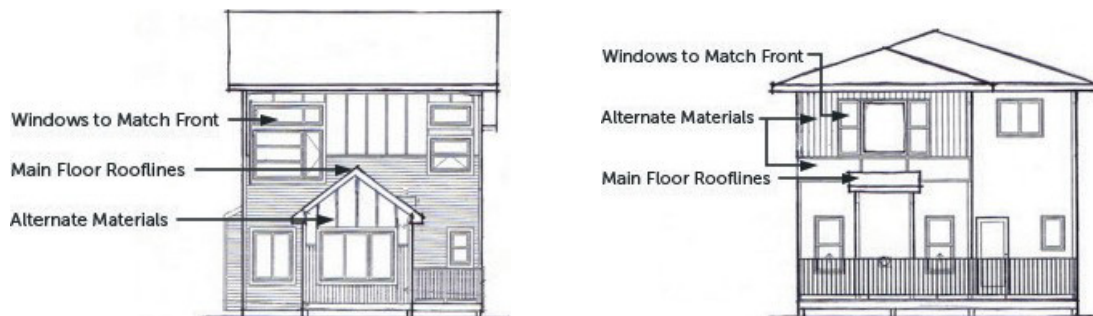 Windows to Match Front
Main Floor Rooflines
Alternate Materials
Windows to Match Front
Alternate Materials
Main Floor Rooflines